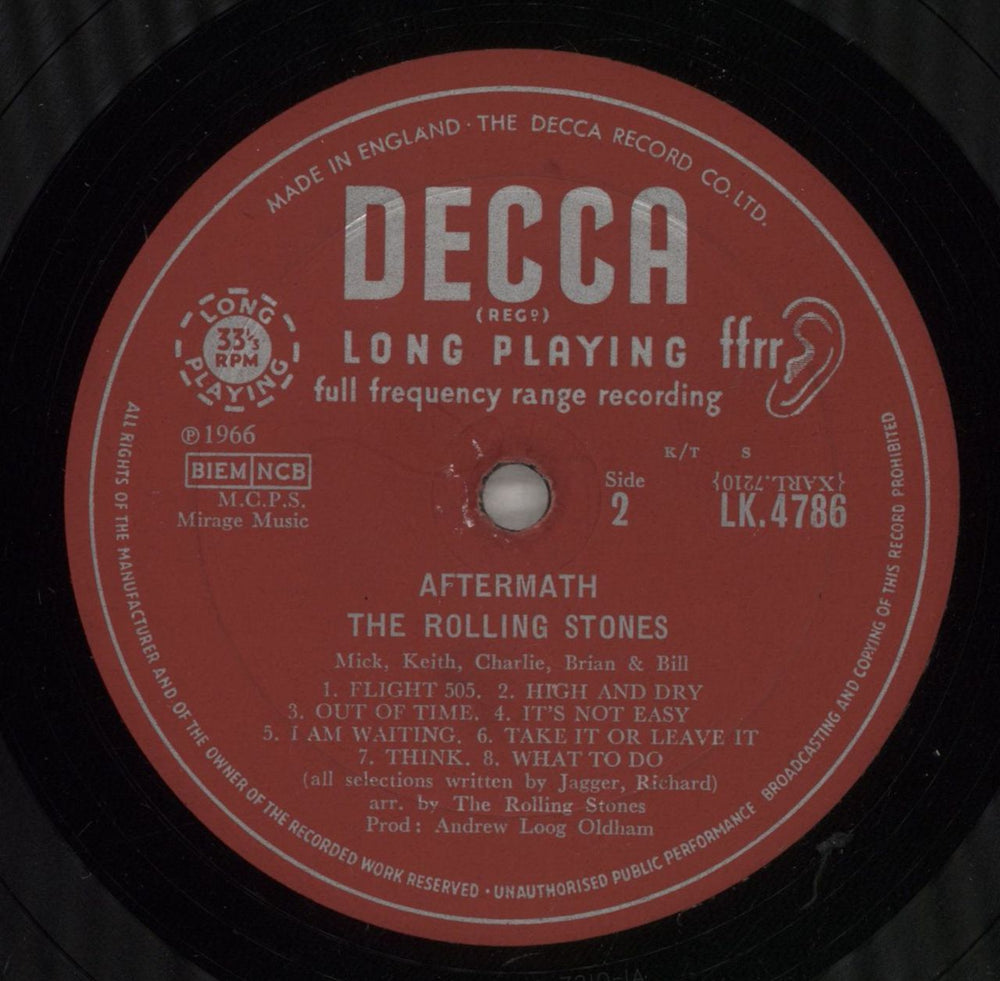 MADE IN ENGLAND · THE DECCA RECORD CO. LTD.
DECCA
(REGD)
LONG PLAYING
ffrr
full frequency range recording
LONG
33⅓
RPM
PLAYING
℗ 1966
BIEM NCB
M.C.P.S.
Mirage Music
K/T S
Side
2
{XARL.7210}
LK.4786
AFTERMATH
THE ROLLING STONES
Mick, Keith, Charlie, Brian & Bill
1. FLIGHT 505. 2. HIGH AND DRY
3. OUT OF TIME. 4. IT'S NOT EASY
5. I AM WAITING. 6. TAKE IT OR LEAVE IT
7. THINK. 8. WHAT TO DO
(all selections written by Jagger, Richard)
arr. by The Rolling Stones
Prod: Andrew Loog Oldham
ALL RIGHTS OF THE MANUFACTURER AND OF THE OWNER OF THE RECORDED WORK RESERVED · UNAUTHORISED PUBLIC PERFORMANCE BROADCASTING AND COPYING OF THIS RECORD PROHIBITED